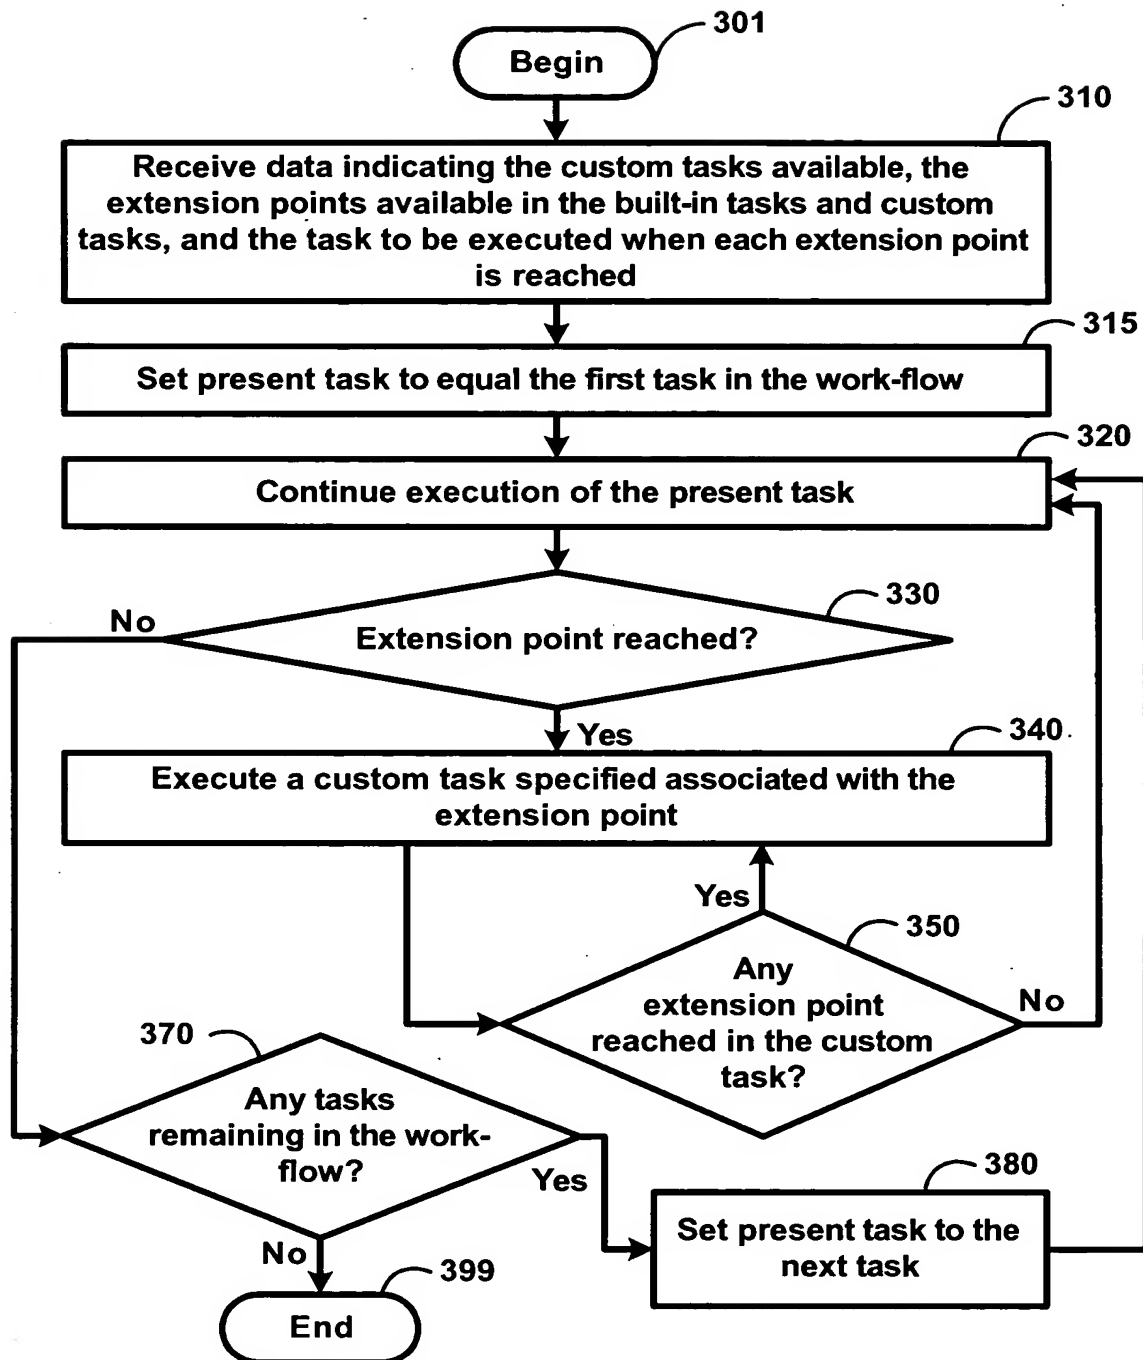 301
Begin
310
Receive data indicating the custom tasks available, the
extension points available in the built-in tasks and custom
tasks, and the task to be executed when each extension point
is reached
315
Set present task to equal the first task in the work-flow
320
Continue execution of the present task
330
No
Extension point reached?
Yes
340
Execute a custom task specified associated with the
extension point
Yes
350
Any
extension point
reached in the custom
task?
No
370
Any tasks
remaining in the work-
flow?
Yes
380
Set present task to the
next task
No
399
End